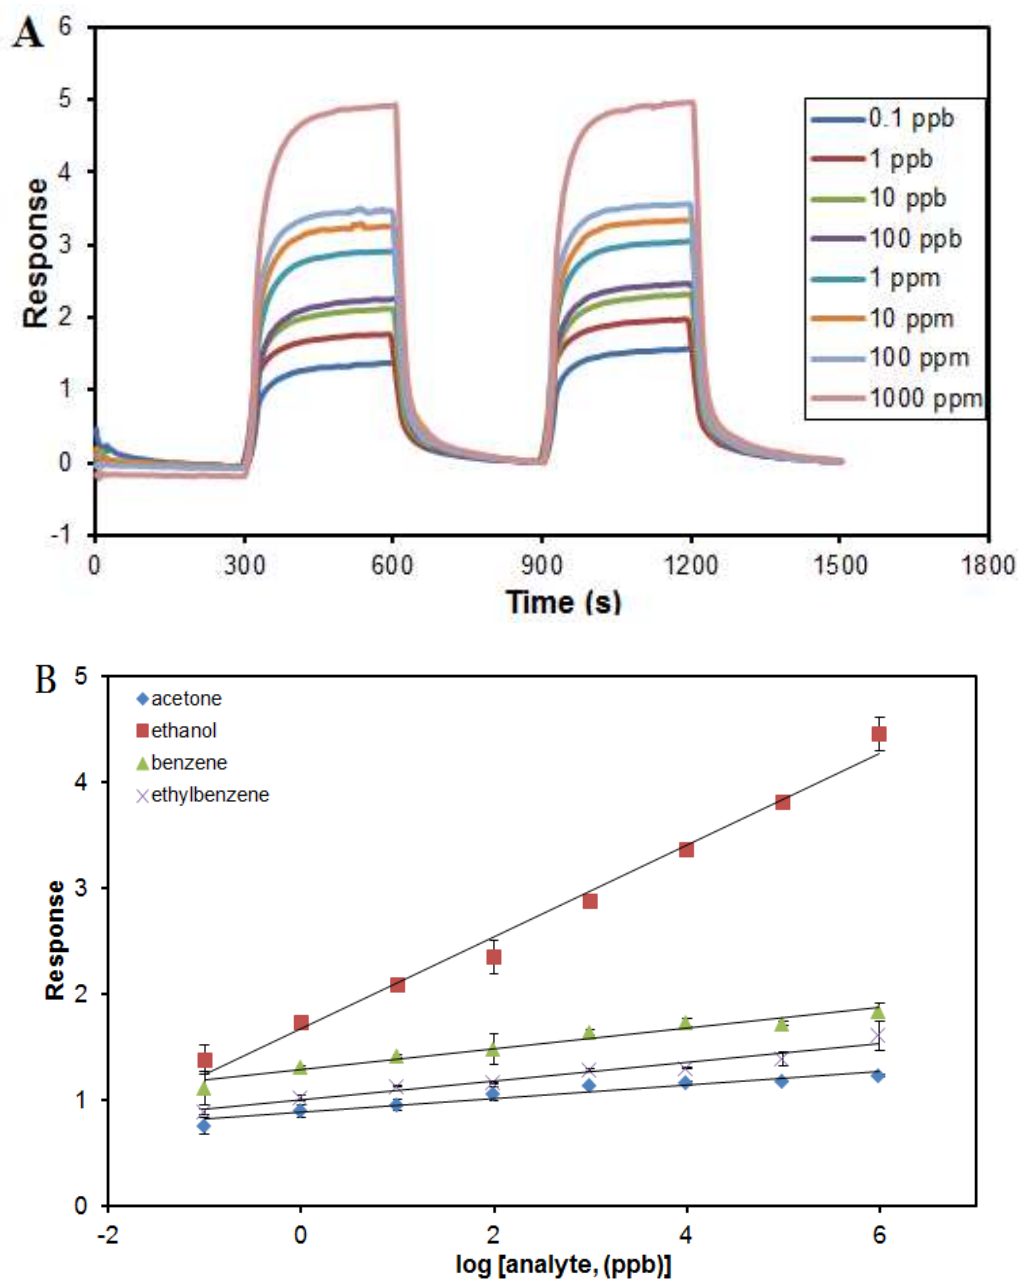 A
6
5
4
3
2
1
0
-1
Response
0.1 ppb
1 ppb
10 ppb
100 ppb
1 ppm
10 ppm
100 ppm
1000 ppm
0 300 600 900 1200 1500 1800
Time (s)
B
5
4
3
2
1
0
Response
acetone
ethanol
benzene
ethylbenzene
-2 0 2 4 6
log [analyte, (ppb)]